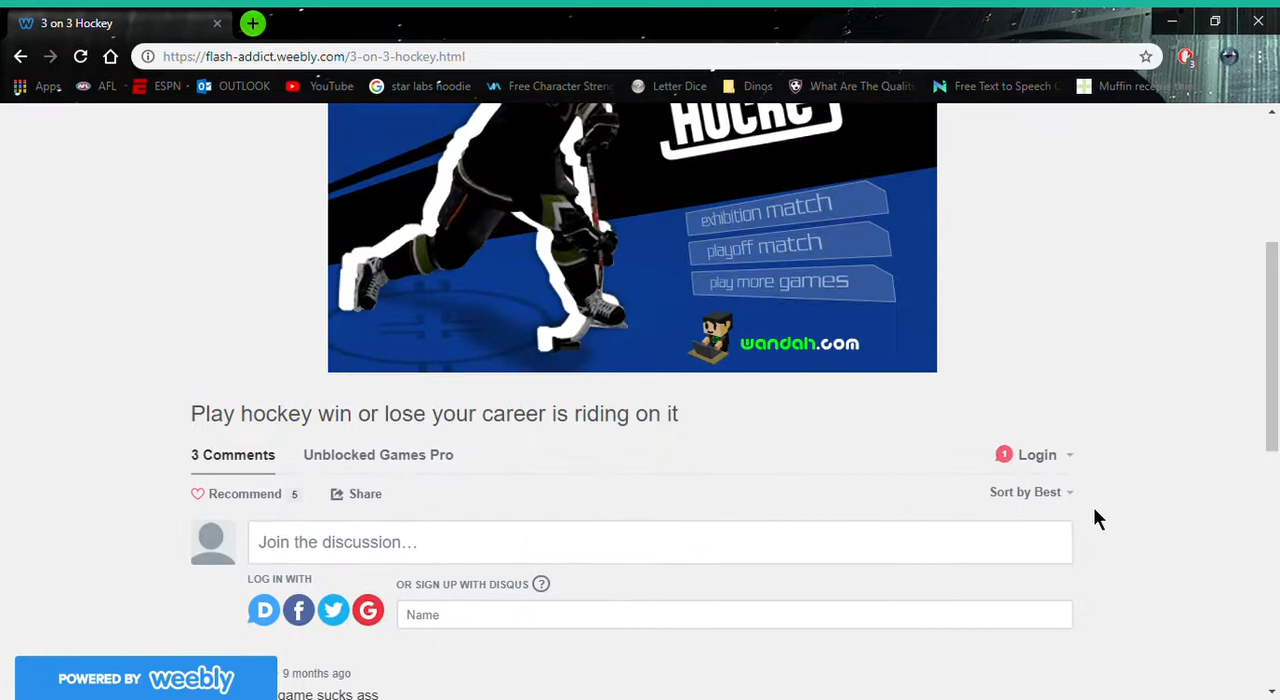 3 on 3 Hockey
https://flash-addict.weebly.com/3-on-3-hockey.html
3
Apps AFL ESPN OUTLOOK YouTube star labs hoodie Free Character Streng Letter Dice Dinos What Are The Qualiti Free Text to Speech Muffin recepie
HOCKE
exhibition match
playoff match
play more games
wandah.com
Play hockey win or lose your career is riding on it
3 Comments Unblocked Games Pro 1 Login
Recommend 5 Share Sort by Best
Join the discussion…
LOG IN WITH OR SIGN UP WITH DISQUS ?
D f G
Name
POWERED BY weebly
9 months ago
game sucks ass